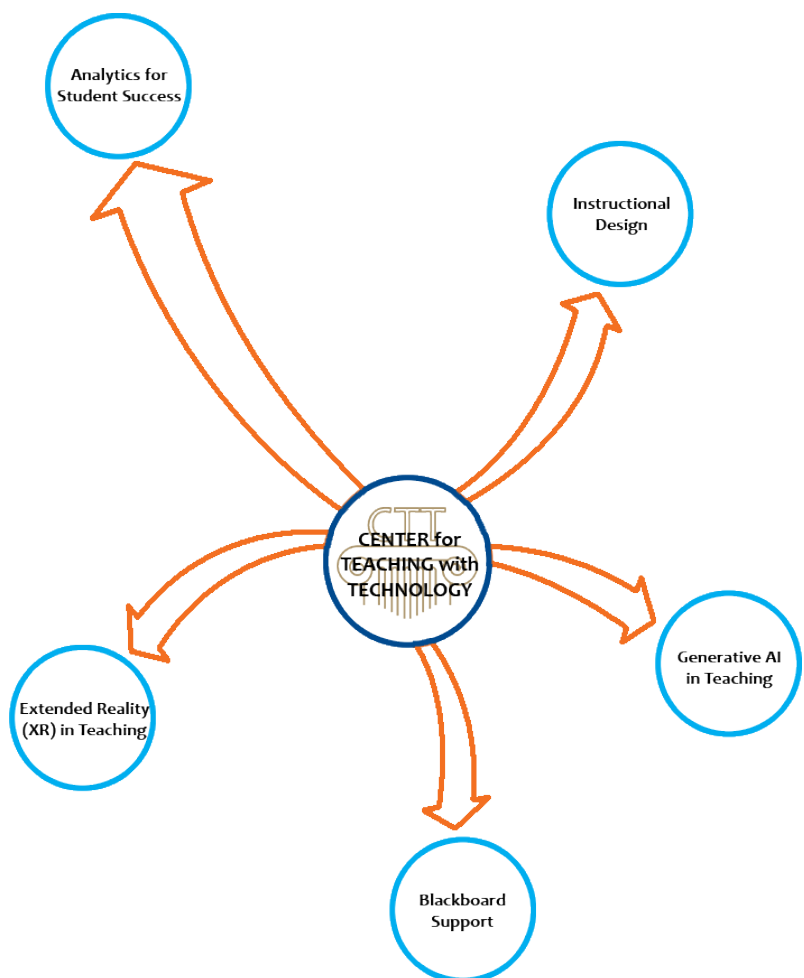 Analytics for
Student Success
Instructional
Design
CTT
CENTER for
TEACHING with
TECHNOLOGY
Generative AI
in Teaching
Extended Reality
(XR) in Teaching
Blackboard
Support